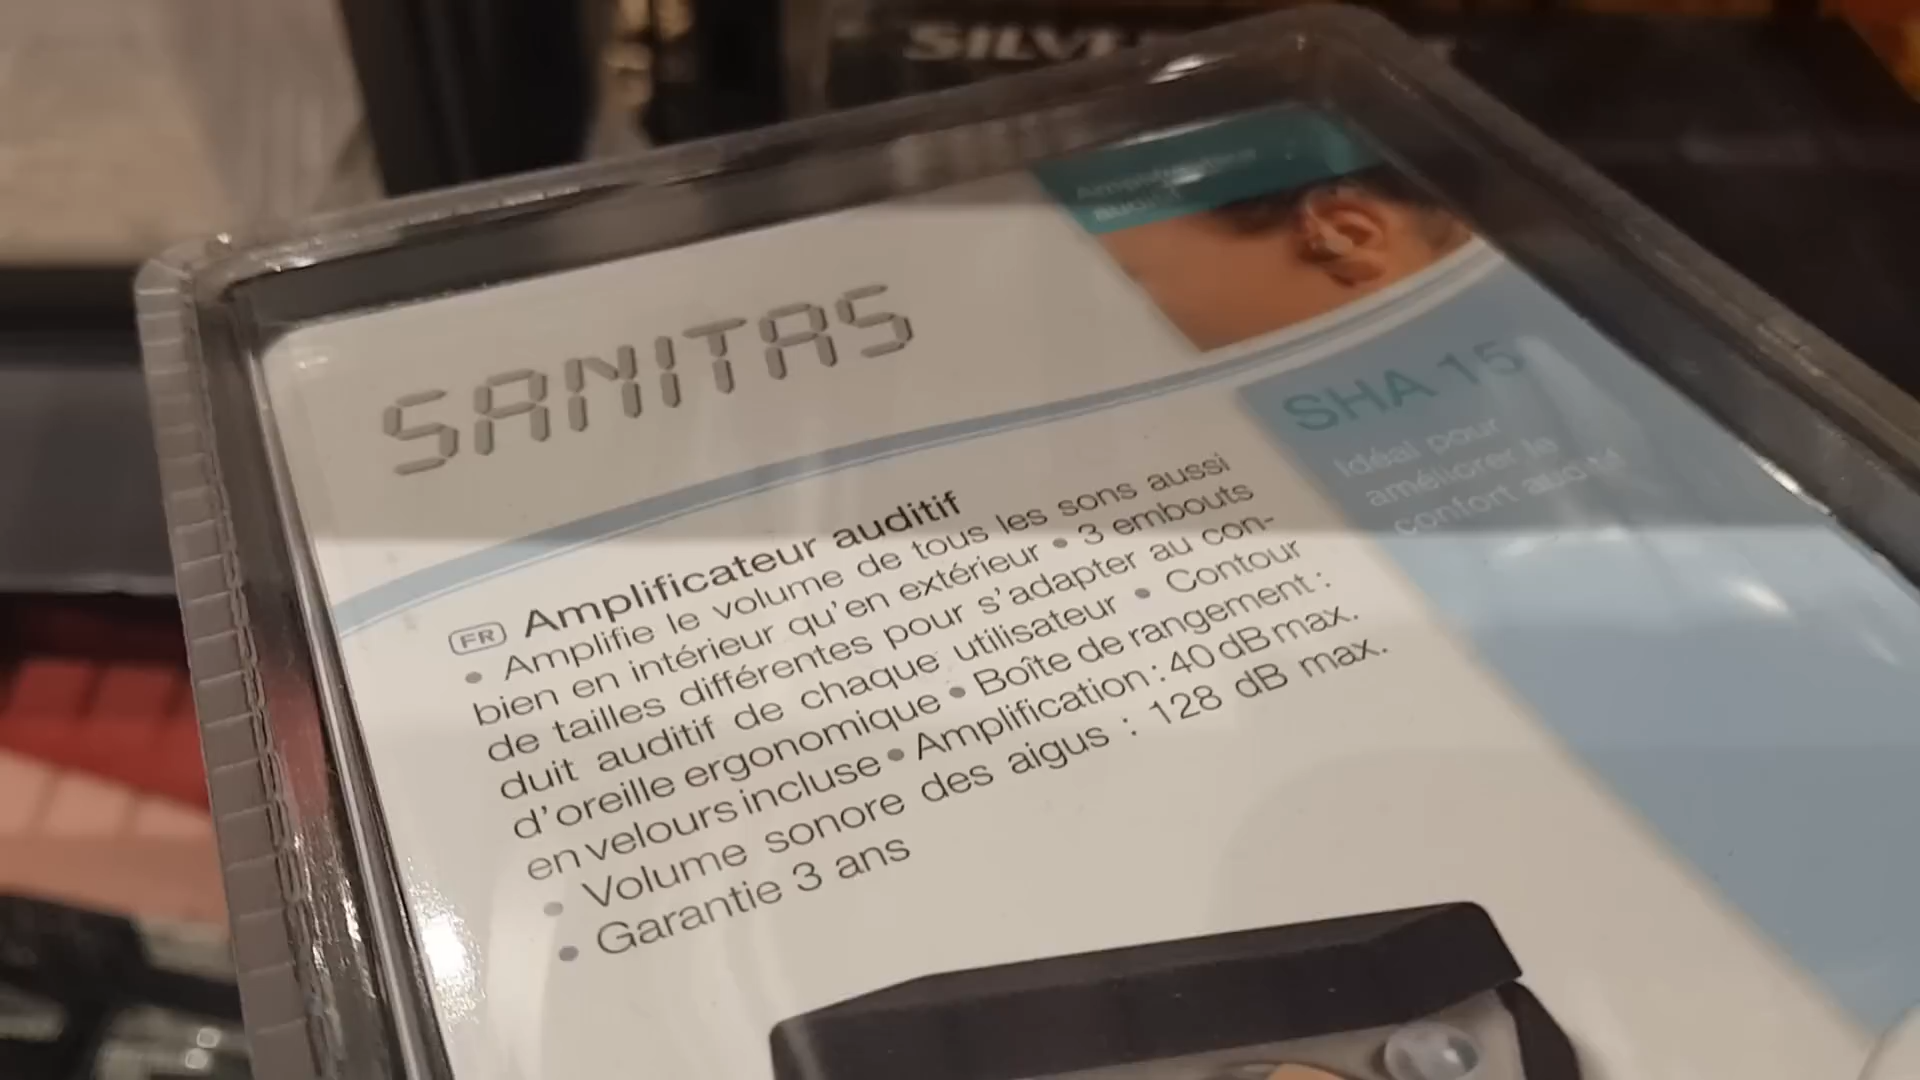 SANITAS
Amplificateur
SHA 15
Idéal pour
améliorer le
confort auditif
FR Amplificateur auditif
• Amplifie le volume de tous les sons aussi
bien en intérieur qu'en extérieur • 3 embouts
de tailles différentes pour s'adapter au con-
duit auditif de chaque utilisateur • Contour
d'oreille ergonomique • Boîte de rangement :
en velours incluse • Amplification : 40 dB max.
• Volume sonore des aigus : 128 dB max.
• Garantie 3 ans